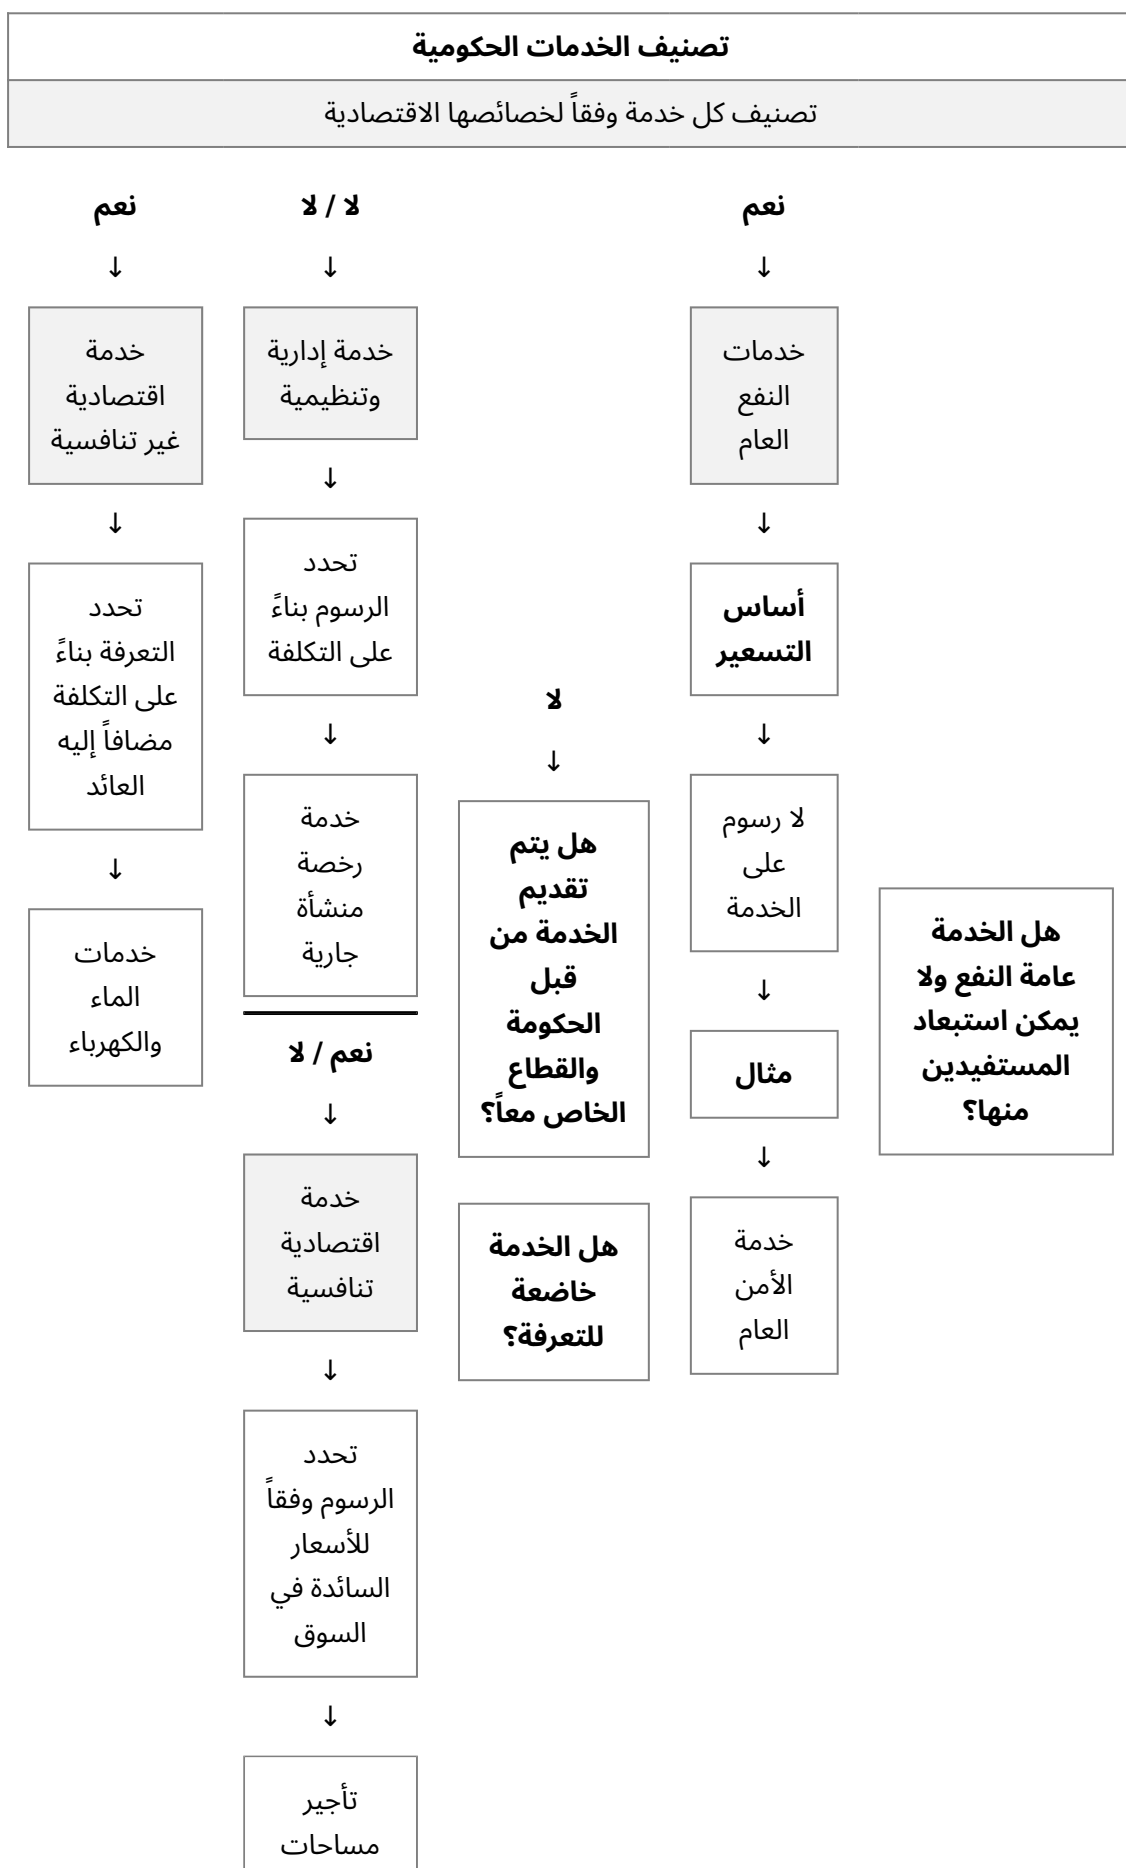 تصنيف الخدمات الحكومية
تصنيف كل خدمة وفقاً لخصائصها الاقتصادية
هل الخدمة
عامة النفع ولا
يمكن استبعاد
المستفيدين
منها؟
نعم
↓
خدمات
النفع
العام
↓
أساس
التسعير
↓
لا رسوم
على
الخدمة
↓
مثال
↓
خدمة
الأمن
العام
لا
↓
هل يتم
تقديم
الخدمة من
قبل
الحكومة
والقطاع
الخاص معاً؟
هل الخدمة
خاضعة
للتعرفة؟
لا / لا
↓
خدمة إدارية
وتنظيمية
↓
تحدد
الرسوم بناءً
على التكلفة
↓
خدمة
رخصة
منشأة
جارية
نعم / لا
↓
خدمة
اقتصادية
تنافسية
↓
تحدد
الرسوم وفقاً
للأسعار
السائدة في
السوق
↓
تأجير
مساحات
نعم
↓
خدمة
اقتصادية
غير تنافسية
↓
تحدد
التعرفة بناءً
على التكلفة
مضافاً إليه
العائد
↓
خدمات
الماء
والكهرباء